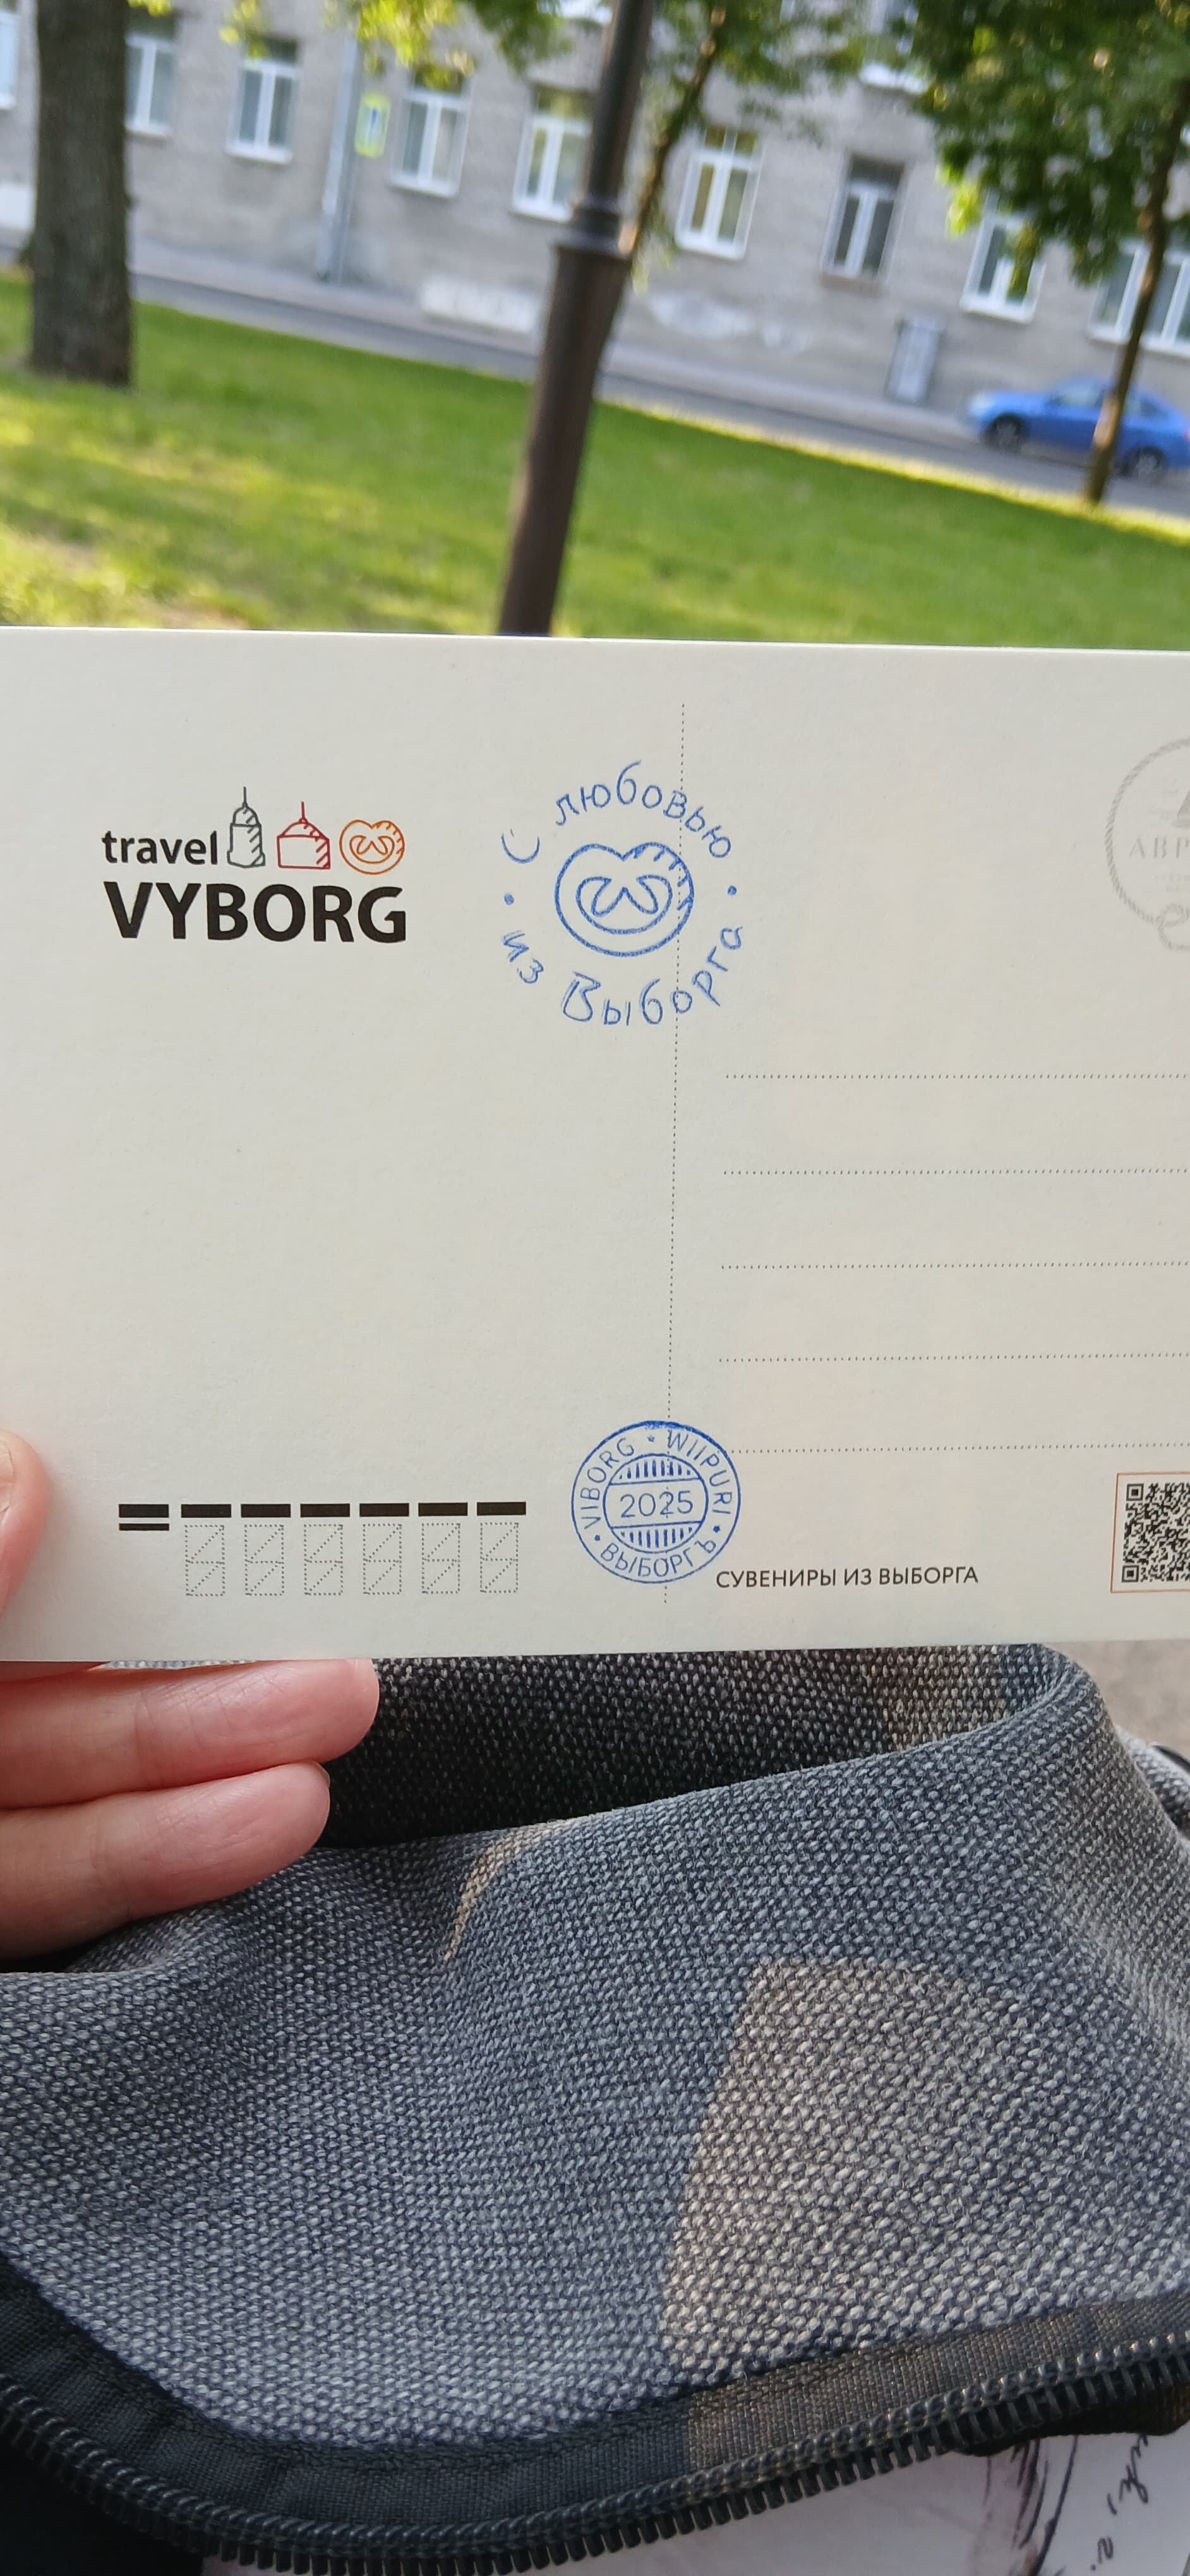 travel
VYBORG
С любовью
из Выборга
VIBORG • WIIPURI • ВЫБОРГЪ •
2025
СУВЕНИРЫ ИЗ ВЫБОРГА